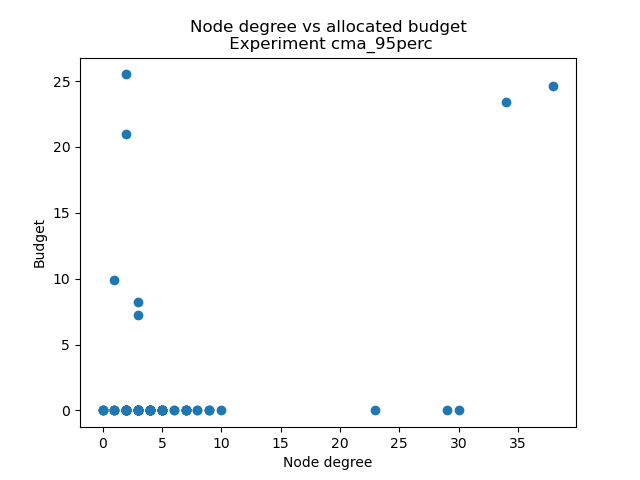 Node degree vs allocated budget
Experiment cma_95perc
25
20
15
10
5
0
Budget
0 5 10 15 20 25 30 35
Node degree